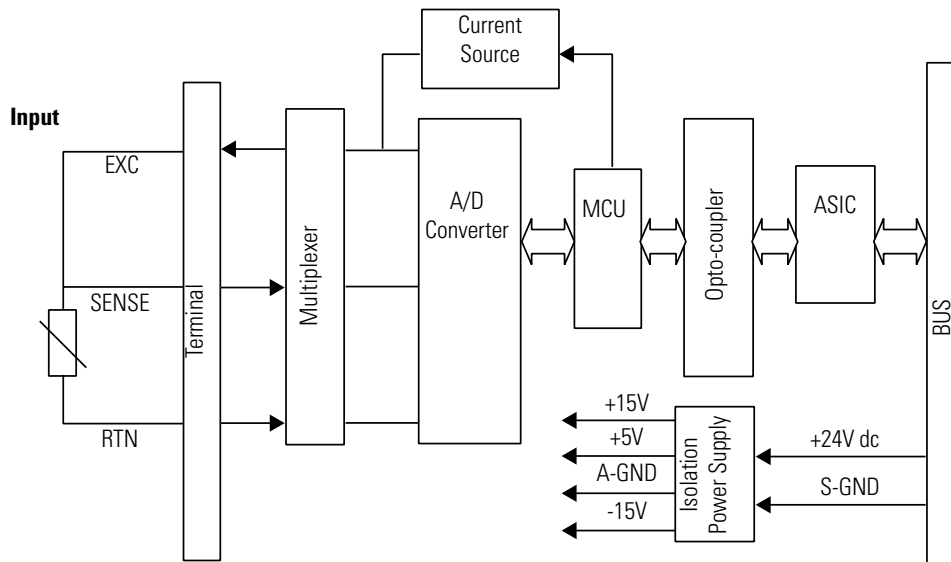 Current
Source
Input
EXC
A/D
Converter
MCU
ASIC
SENSE
Terminal
Multiplexer
Opto-coupler
BUS
RTN
+15V
+5V
A-GND
-15V
Isolation
Power Supply
+24V dc
S-GND